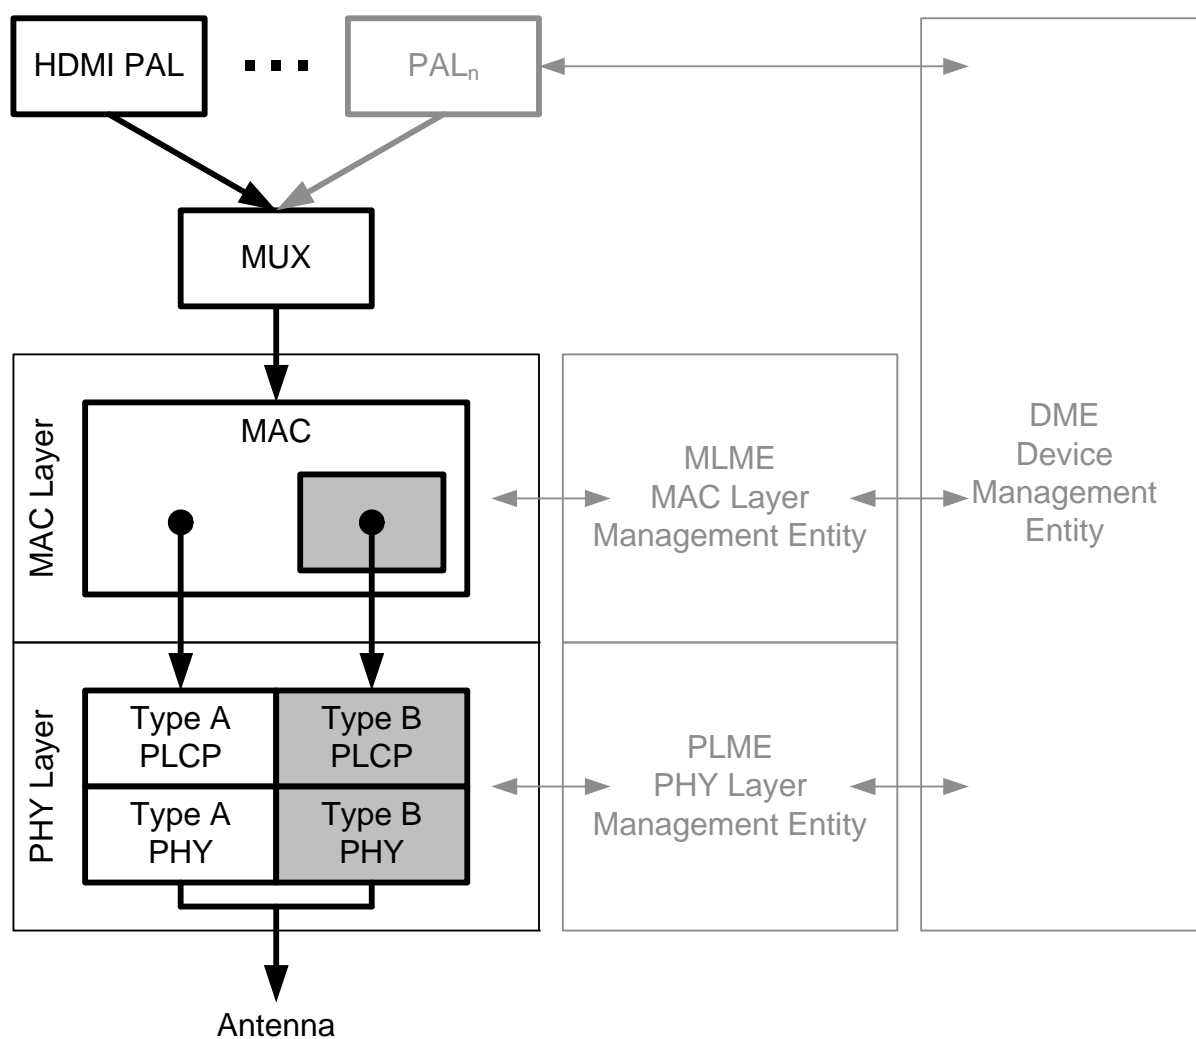 HDMI PAL
PALn
MUX
MAC Layer
MAC
MLME
MAC Layer
Management Entity
DME
Device
Management
Entity
PHY Layer
Type A
PLCP
Type B
PLCP
Type A
PHY
Type B
PHY
PLME
PHY Layer
Management Entity
Antenna